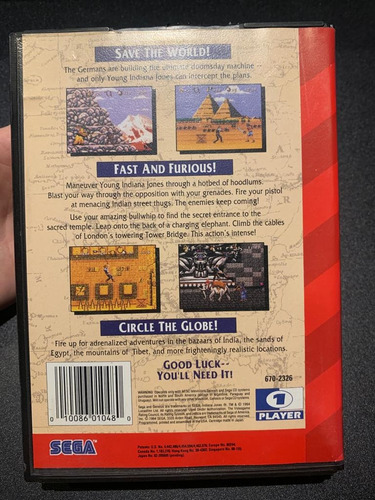 SAVE THE WORLD!
The Germans are building the ultimate doomsday machine --
and only Young Indiana Jones can intercept the plans.
FAST AND FURIOUS!
Maneuver Young Indiana Jones through a hotbed of hoodlums.
Blast your way through the opposition with your grenades. Fire your pistol
at menacing Indian street thugs. The enemies keep coming!
Use your amazing bullwhip to find the secret entrance to the
sacred temple. Leap onto the back of a charging elephant. Climb the cables
of London's towering Tower Bridge. This action's intense!
CIRCLE THE GLOBE!
Fire up for adrenalized adventures in the bazaars of India, the sands of
Egypt, the mountains of Tibet, and more frighteningly realistic locations.
GOOD LUCK--
YOU'LL NEED IT!
670-2326
1
PLAYER
0 10086 01048 0
SEGA